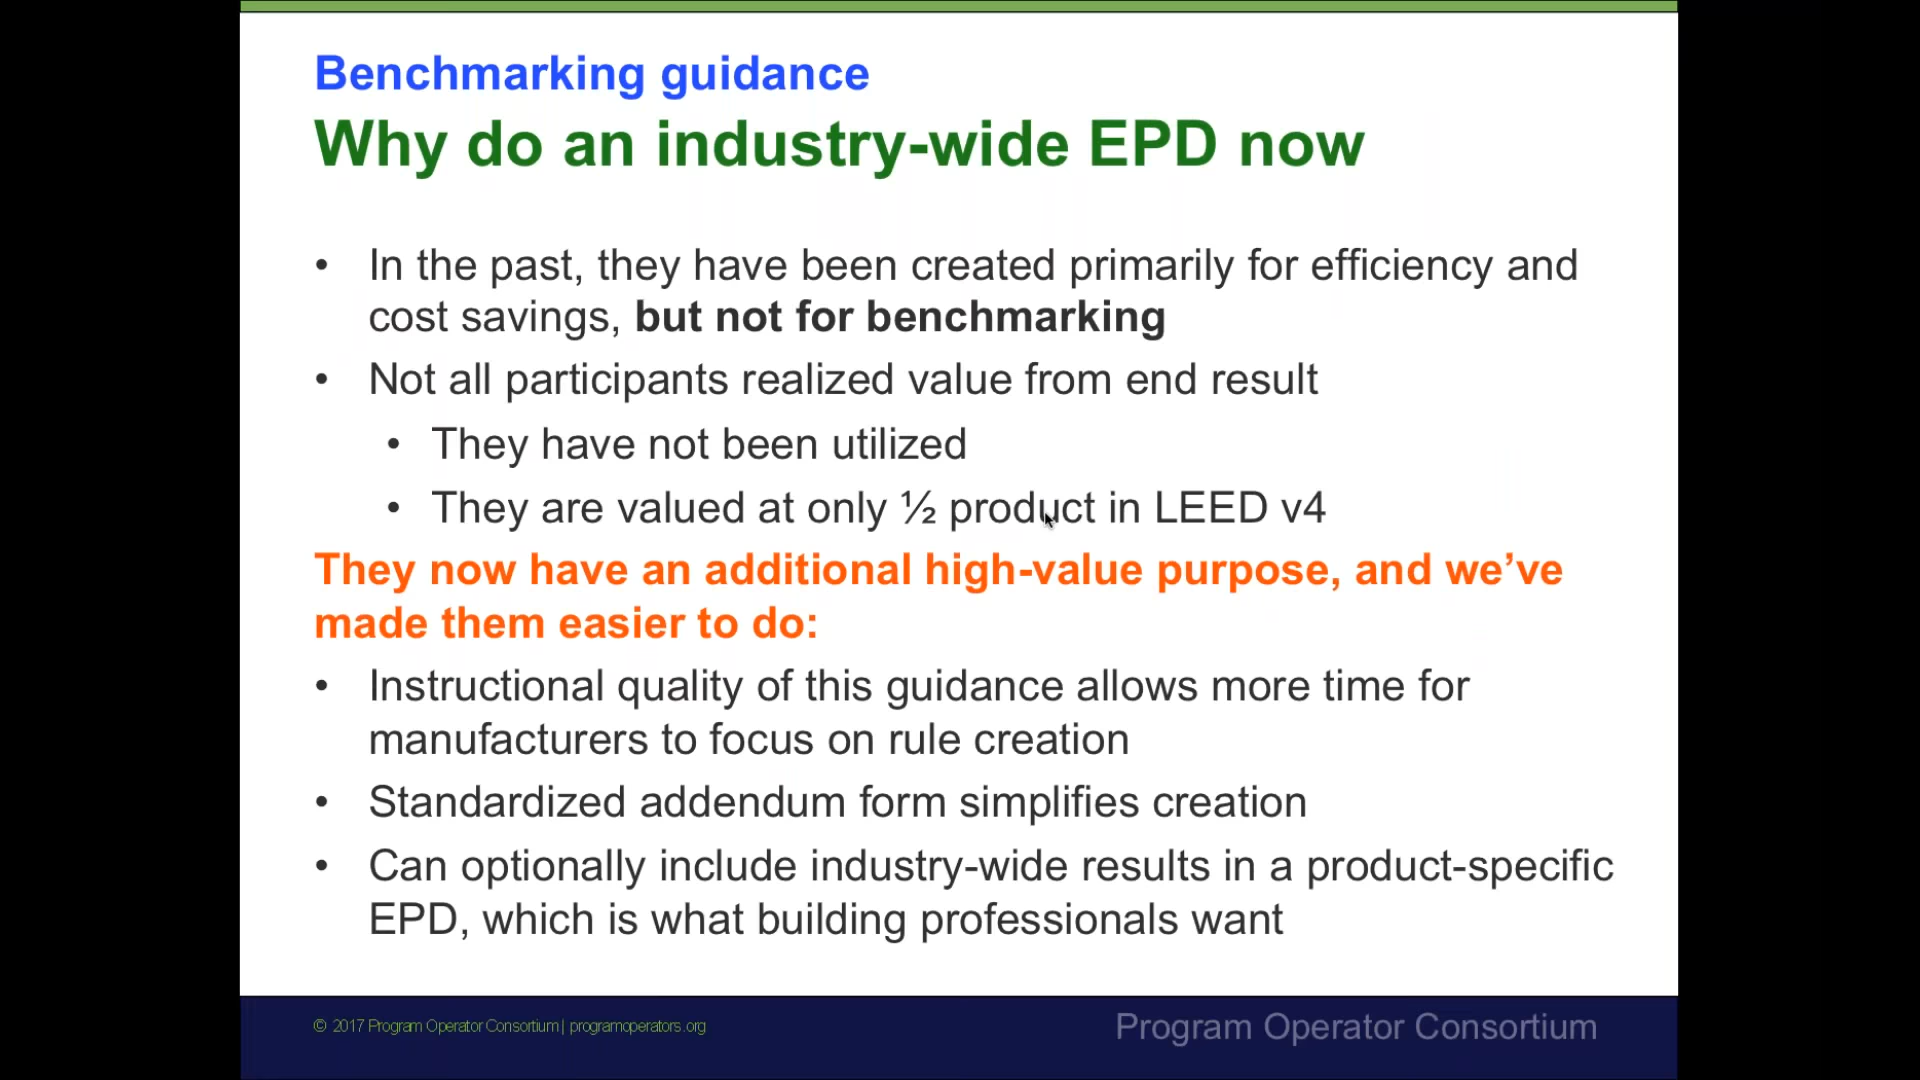 Benchmarking guidance
Why do an industry-wide EPD now
• In the past, they have been created primarily for efficiency and
cost savings, but not for benchmarking
• Not all participants realized value from end result
• They have not been utilized
• They are valued at only ½ product in LEED v4
They now have an additional high-value purpose, and we’ve
made them easier to do:
• Instructional quality of this guidance allows more time for
manufacturers to focus on rule creation
• Standardized addendum form simplifies creation
• Can optionally include industry-wide results in a product-specific
EPD, which is what building professionals want
© 2017 Program Operator Consortium | programoperators.org
Program Operator Consortium